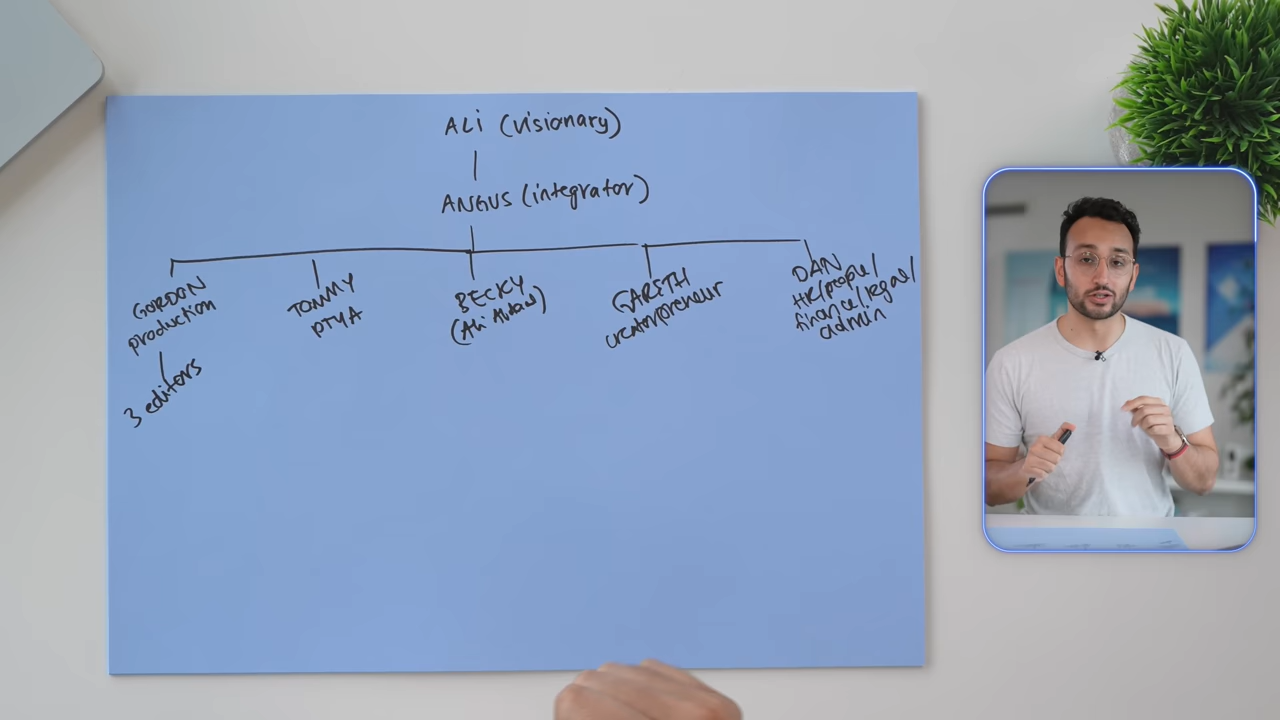 ALi (visionary)
ANGUS (integrator)
GORDON
production
3 editors
TOMMY
PTYA
BECKY
(Ali Abdaal)
GARETH
creatorpreneur
DAN
HR/people/
finance/legal/
admin